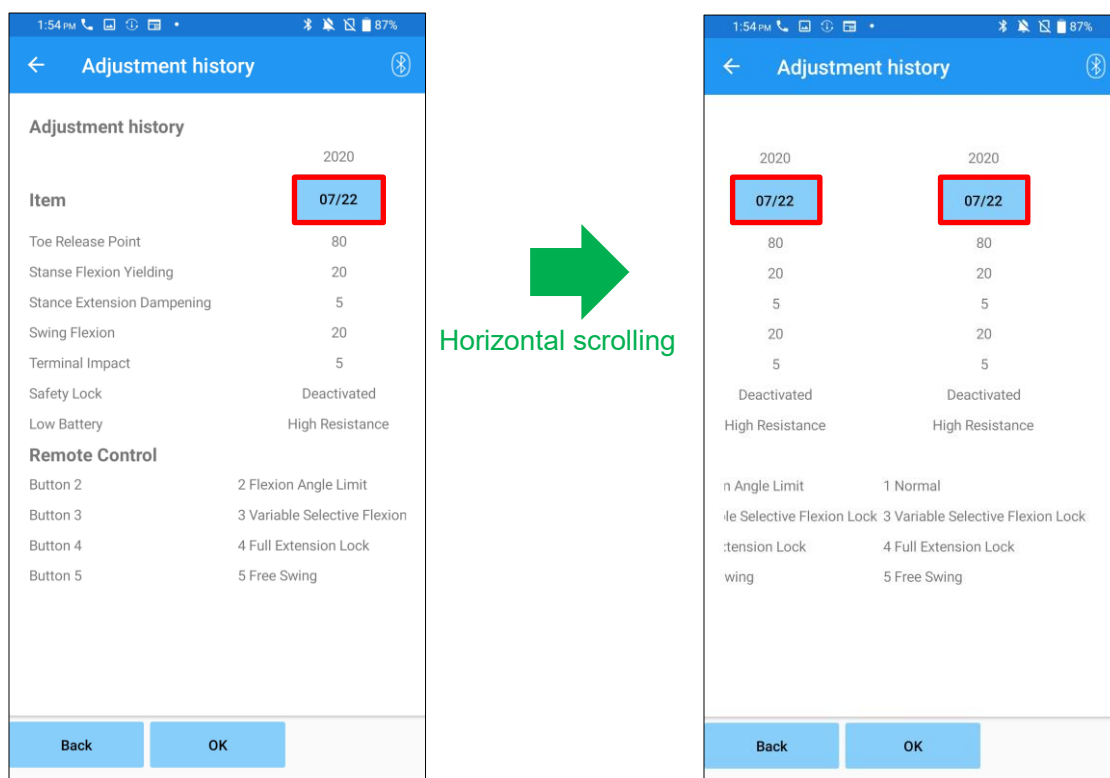 1:54 PM 87%
Adjustment history
Adjustment history
2020
Item 07/22
Toe Release Point 80
Stanse Flexion Yielding 20
Stance Extension Dampening 5
Swing Flexion 20
Terminal Impact 5
Safety Lock Deactivated
Low Battery High Resistance
Remote Control
Button 2 2 Flexion Angle Limit
Button 3 3 Variable Selective Flexion
Button 4 4 Full Extension Lock
Button 5 5 Free Swing
Back OK
Horizontal scrolling
1:54 PM 87%
Adjustment history
2020 2020
07/22 07/22
80 80
20 20
5 5
20 20
5 5
Deactivated Deactivated
High Resistance High Resistance
n Angle Limit 1 Normal
le Selective Flexion Lock 3 Variable Selective Flexion Lock
tension Lock 4 Full Extension Lock
wing 5 Free Swing
Back OK